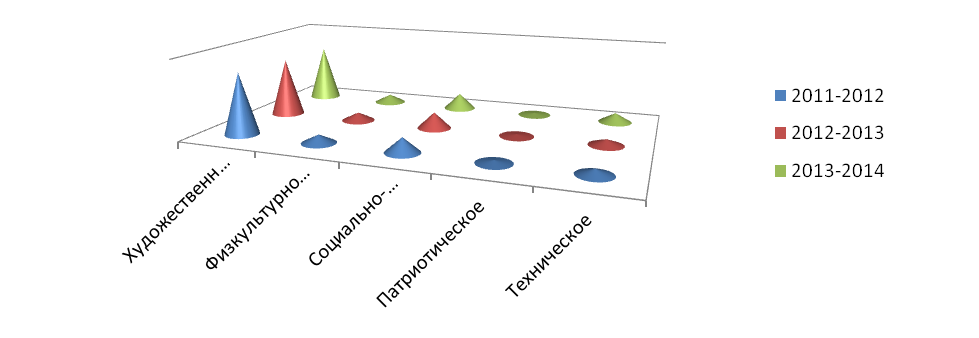 2011-2012
2012-2013
2013-2014
Художественн...
Физкультурно...
Социально-...
Патриотическое
Техническое